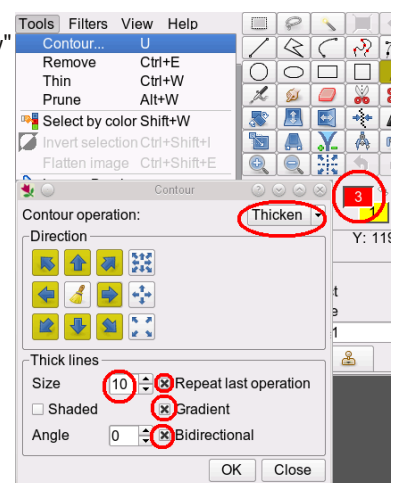 Tools Filters View Help
y"
Contour... U
Remove Ctrl+E
Thin Ctrl+W
Prune Alt+W
Select by color Shift+W
Invert selection Ctrl+Shift+I
Flatten image Ctrl+Shift+E
Contour
3
1
Contour operation: Thicken
Y: 119
Direction
t
e
1
Thick lines
Size 10 Repeat last operation
Shaded Gradient
Angle 0 Bidirectional
OK Close